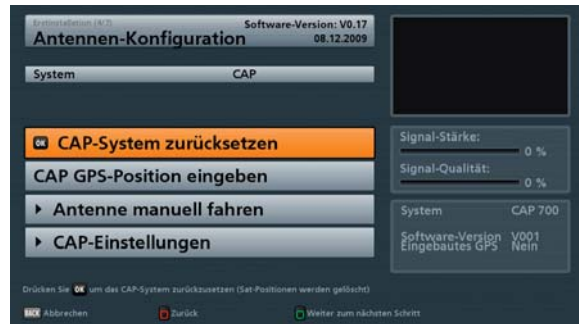 Erstinstallation (4/7)
Software-Version: V0.17
Antennen-Konfiguration
08.12.2009
System CAP
OK CAP-System zurücksetzen
CAP GPS-Position eingeben
Antenne manuell fahren
CAP-Einstellungen
Signal-Stärke:
0 %
Signal-Qualität:
0 %
System CAP 700
Software-Version V001
Eingebautes GPS Nein
Drücken Sie OK um das CAP-System zurückzusetzen (Sat-Positionen werden gelöscht)
BACK Abbrechen Zurück Weiter zum nächsten Schritt